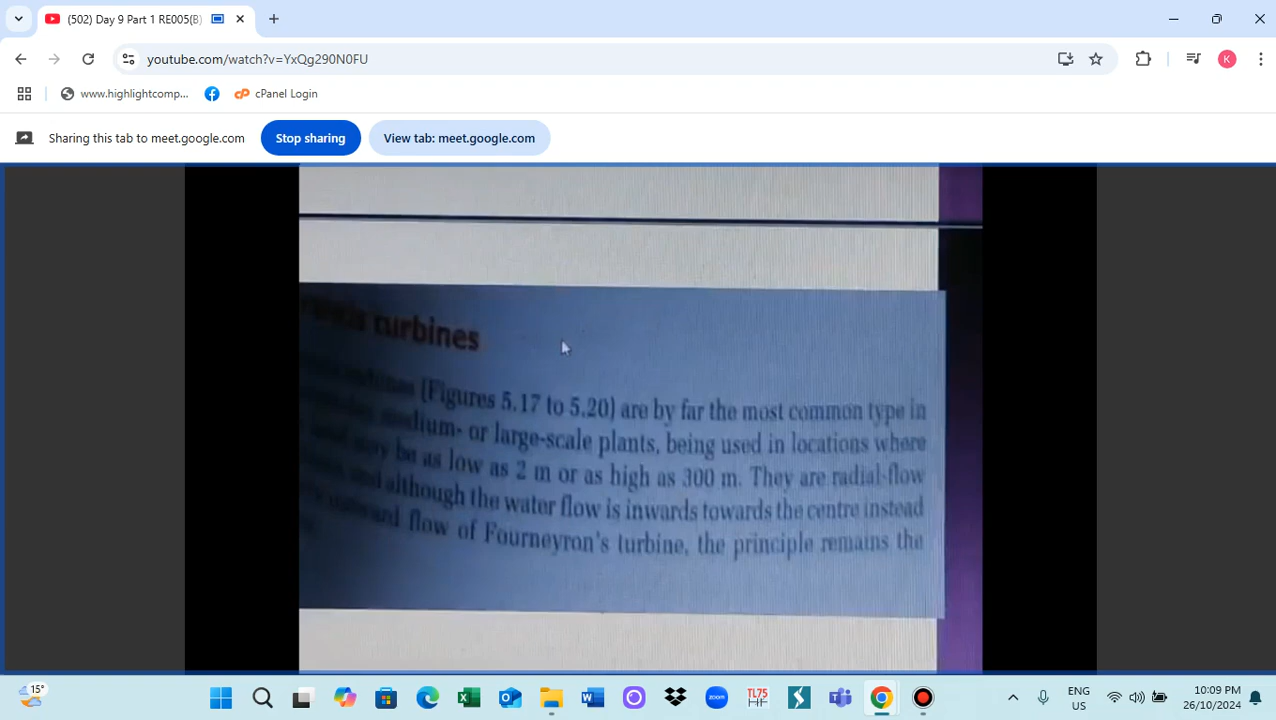 (502) Day 9 Part 1 RE005(B)
youtube.com/watch?v=YxQg290N0FU
K
www.highlightcomp...
cPanel Login
Sharing this tab to meet.google.com
Stop sharing
View tab: meet.google.com
turbines
(Figures 5.17 to 5.20) are by far the most common type in
medium- or large-scale plants, being used in locations where
may be as low as 2 m or as high as 300 m. They are radial-flow
and although the water flow is inwards towards the centre instead
flow of Fourneyron's turbine, the principle remains the
15°
zoom
TL75
ENG
US
10:09 PM
26/10/2024